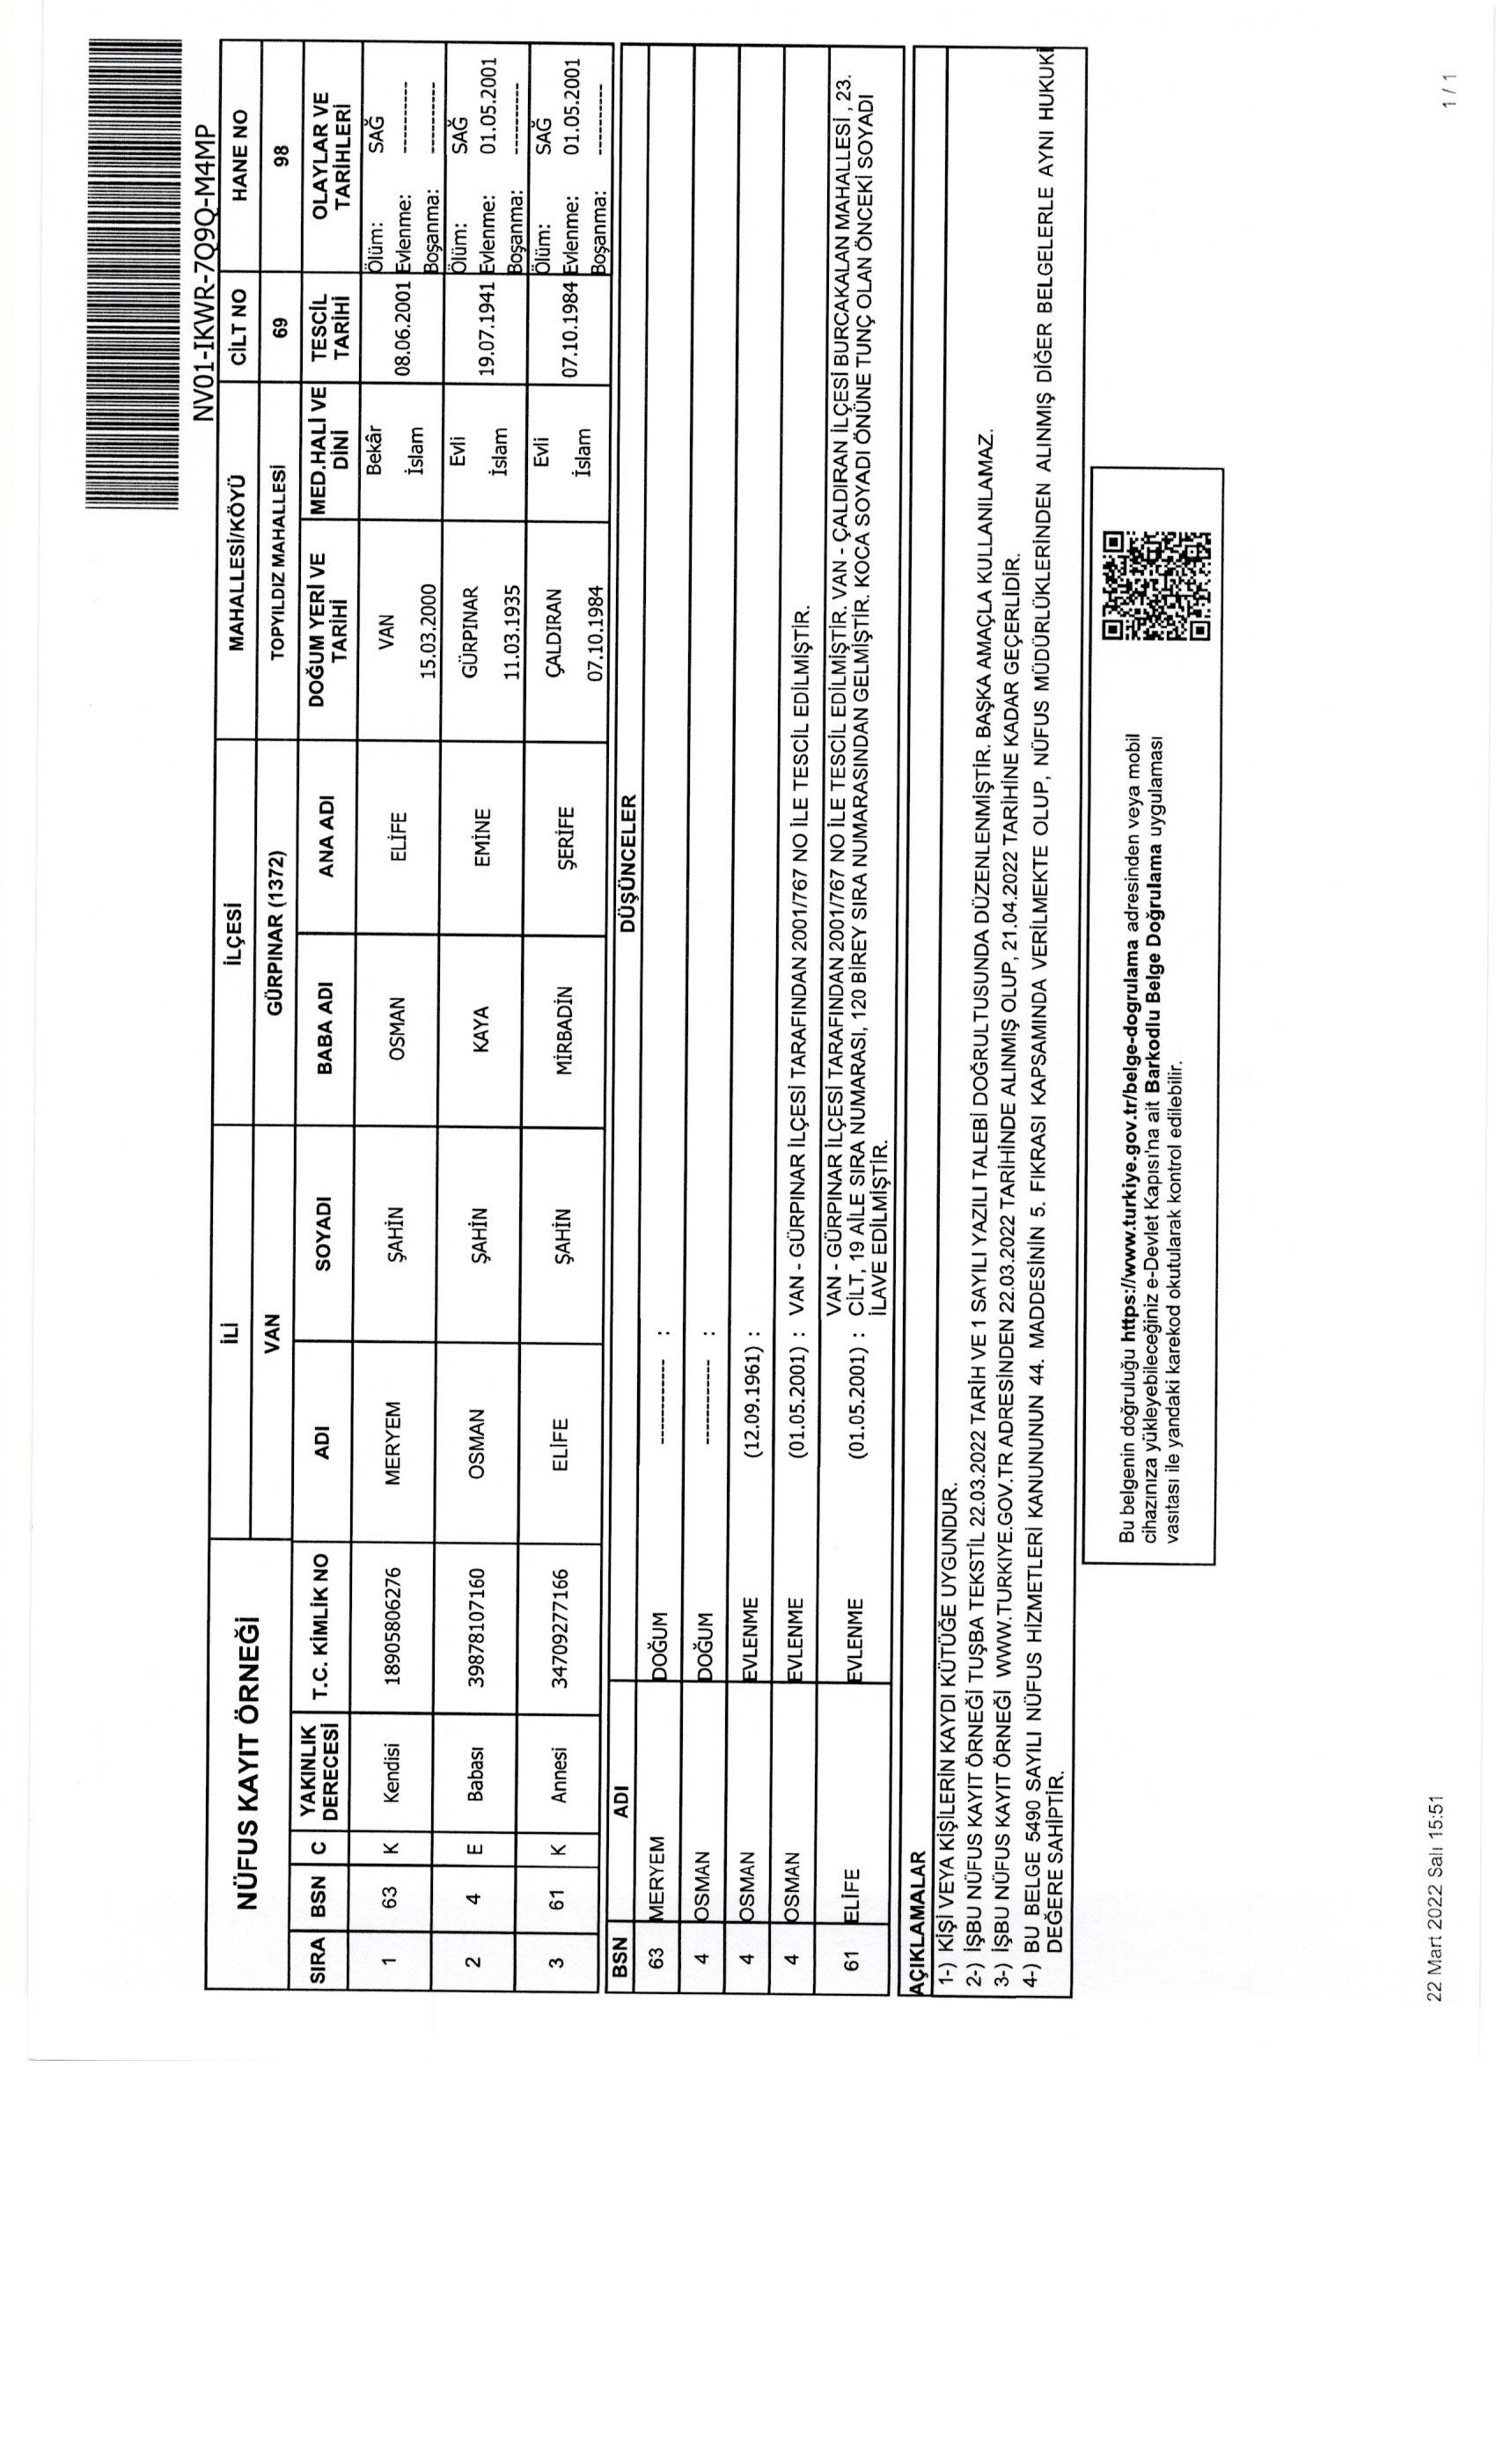 NV01-IKWR-7Q9Q-M4MP
NÜFUS KAYIT ÖRNEĞİ İLİ İLÇESİ MAHALLESİ/KÖYÜ CİLT NO HANE NO
VAN GÜRPINAR (1372) TOPYILDIZ MAHALLESİ 69 98
SIRA BSN C YAKINLIK DERECESİ T.C. KİMLİK NO ADI SOYADI BABA ADI ANA ADI DOĞUM YERİ VE TARİHİ MED.HALİ VE DİNİ TESCİL TARİHİ OLAYLAR VE TARİHLERİ
1 63 K Kendisi 18905806276 MERYEM ŞAHİN OSMAN ELİFE VAN 15.03.2000 Bekâr İslam 08.06.2001 Ölüm: SAĞ Evlenme: ---------- Boşanma: ----------
2 4 E Babası 39878107160 OSMAN ŞAHİN KAYA EMİNE GÜRPINAR 11.03.1935 Evli İslam 19.07.1941 Ölüm: SAĞ Evlenme: 01.05.2001 Boşanma: ----------
3 61 K Annesi 34709277166 ELİFE ŞAHİN MİRBADİN ŞERİFE ÇALDIRAN 07.10.1984 Evli İslam 07.10.1984 Ölüm: SAĞ Evlenme: 01.05.2001 Boşanma: ----------
BSN ADI DÜŞÜNCELER
63 MERYEM DOĞUM ----------- :
4 OSMAN DOĞUM ----------- :
4 OSMAN EVLENME (12.09.1961) :
4 OSMAN EVLENME (01.05.2001) : VAN - GÜRPINAR İLÇESİ TARAFINDAN 2001/767 NO İLE TESCİL EDİLMİŞTİR.
61 ELİFE EVLENME (01.05.2001) : VAN - GÜRPINAR İLÇESİ TARAFINDAN 2001/767 NO İLE TESCİL EDİLMİŞTİR. VAN - ÇALDIRAN İLÇESİ BURCAKALAN MAHALLESİ , 23.
CİLT, 19 AİLE SIRA NUMARASI, 120 BİREY SIRA NUMARASINDAN GELMİŞTİR. KOCA SOYADI ÖNÜNE TUNÇ OLAN ÖNCEKİ SOYADI
İLAVE EDİLMİŞTİR.
AÇIKLAMALAR
1-) KİŞİ VEYA KİŞİLERİN KAYDI KÜTÜĞE UYGUNDUR.
2-) İŞBU NÜFUS KAYIT ÖRNEĞİ TUŞBA TEKSTİL 22.03.2022 TARİH VE 1 SAYILI YAZILI TALEBİ DOĞRULTUSUNDA DÜZENLENMİŞTİR. BAŞKA AMAÇLA KULLANILAMAZ.
3-) İŞBU NÜFUS KAYIT ÖRNEĞİ WWW.TURKIYE.GOV.TR ADRESİNDEN 22.03.2022 TARİHİNDE ALINMIŞ OLUP, 21.04.2022 TARİHİNE KADAR GEÇERLİDİR.
4-) BU BELGE 5490 SAYILI NÜFUS HİZMETLERİ KANUNUNUN 44. MADDESİNİN 5. FIKRASI KAPSAMINDA VERİLMEKTE OLUP, NÜFUS MÜDÜRLÜKLERİNDEN ALINMIŞ DİĞER BELGELERLE AYNI HUKUKİ
DEĞERE SAHİPTİR.
Bu belgenin doğruluğu https://www.turkiye.gov.tr/belge-dogrulama adresinden veya mobil
cihazınıza yükleyebileceğiniz e-Devlet Kapısı'na ait Barkodlu Belge Doğrulama uygulaması
vasıtası ile yandaki karekod okutularak kontrol edilebilir.
22 Mart 2022 Salı 15:51 1 / 1